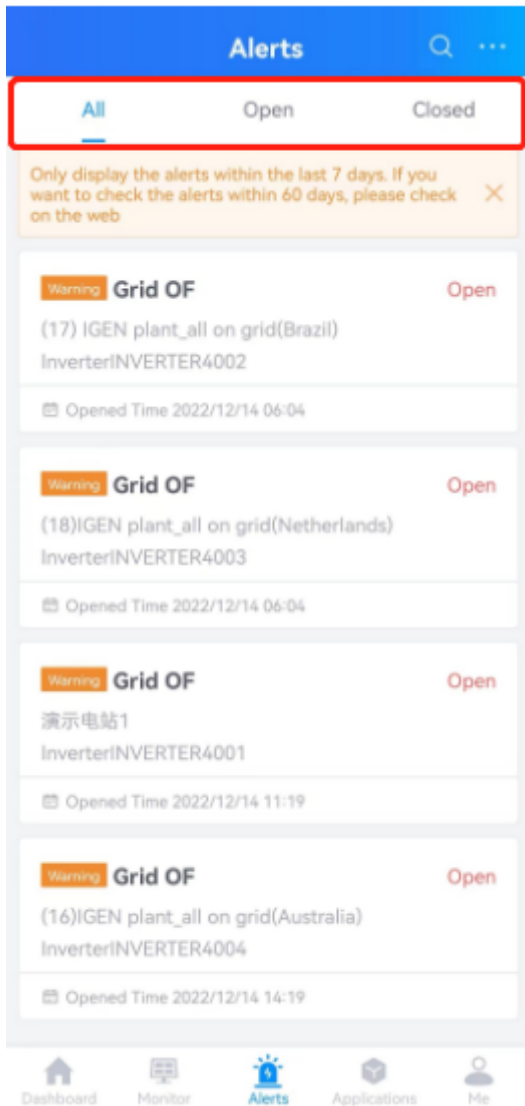 Alerts
All Open Closed
Only display the alerts within the last 7 days. If you
want to check the alerts within 60 days, please check
on the web
Warning Grid OF Open
(17) IGEN plant_all on grid(Brazil)
InverterINVERTER4002
Opened Time 2022/12/14 06:04
Warning Grid OF Open
(18)IGEN plant_all on grid(Netherlands)
InverterINVERTER4003
Opened Time 2022/12/14 06:04
Warning Grid OF Open
演示电站1
InverterINVERTER4001
Opened Time 2022/12/14 11:19
Warning Grid OF Open
(16)IGEN plant_all on grid(Australia)
InverterINVERTER4004
Opened Time 2022/12/14 14:19
Dashboard Monitor Alerts Applications Me